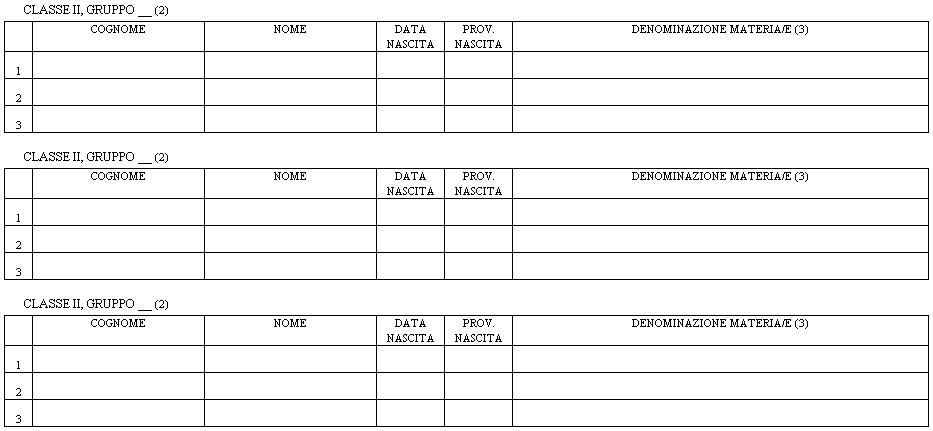 CLASSE II, GRUPPO __ (2)
COGNOME NOME DATA NASCITA PROV. NASCITA DENOMINAZIONE MATERIA/E (3)
1
2
3
CLASSE II, GRUPPO __ (2)
COGNOME NOME DATA NASCITA PROV. NASCITA DENOMINAZIONE MATERIA/E (3)
1
2
3
CLASSE II, GRUPPO __ (2)
COGNOME NOME DATA NASCITA PROV. NASCITA DENOMINAZIONE MATERIA/E (3)
1
2
3